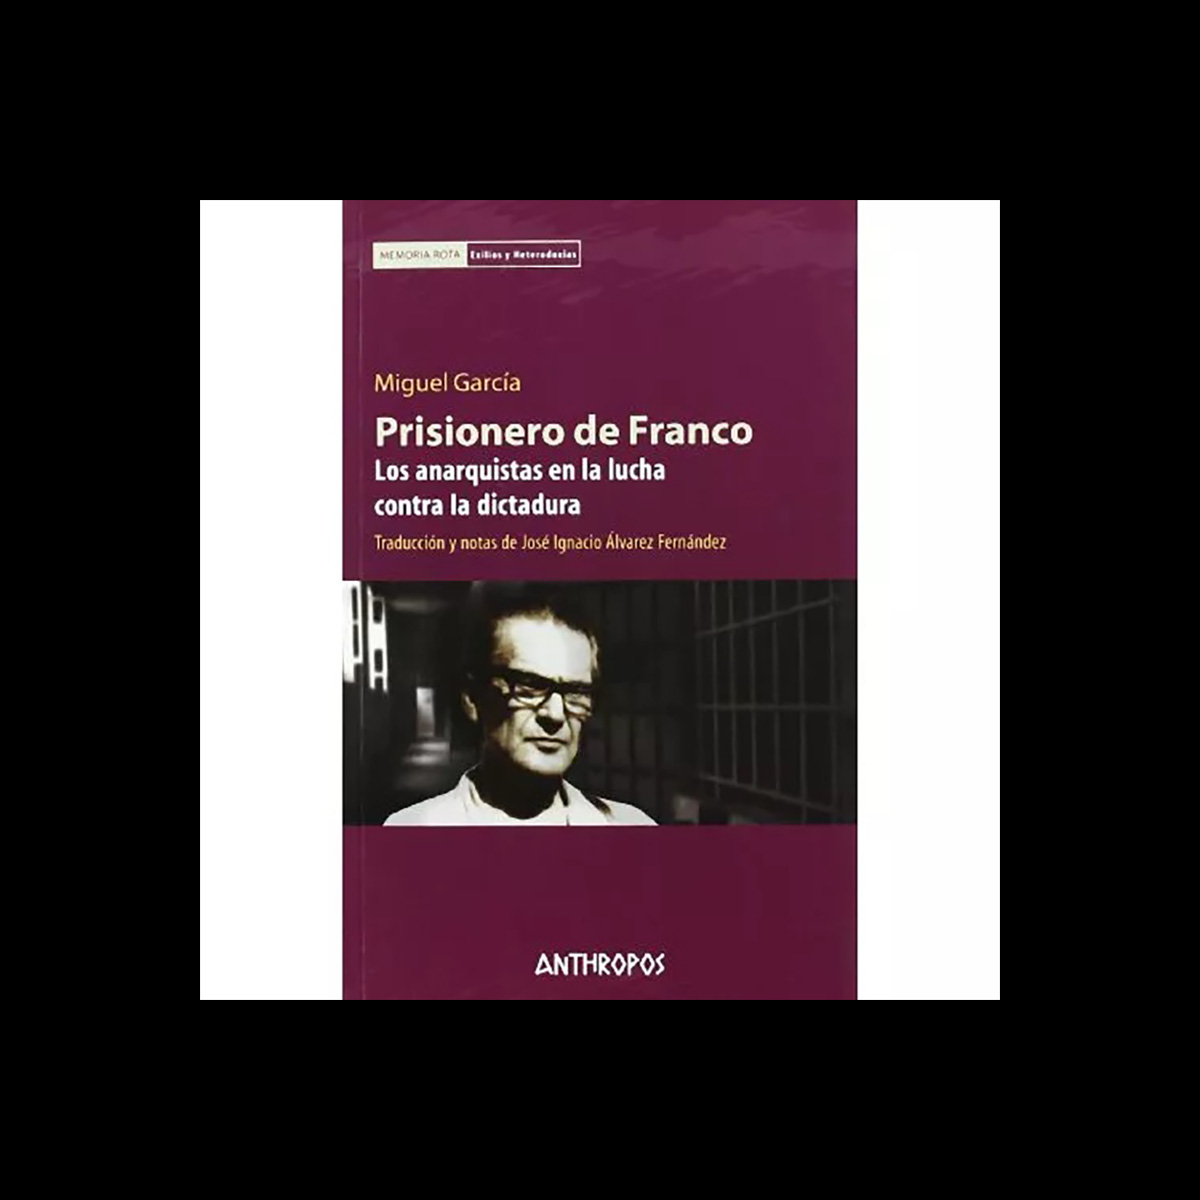 MEMORIA ROTA Exilios y Heterodoxias
Miguel García
Prisionero de Franco
Los anarquistas en la lucha
contra la dictadura
Traducción y notas de José Ignacio Álvarez Fernández
ANTHROPOS